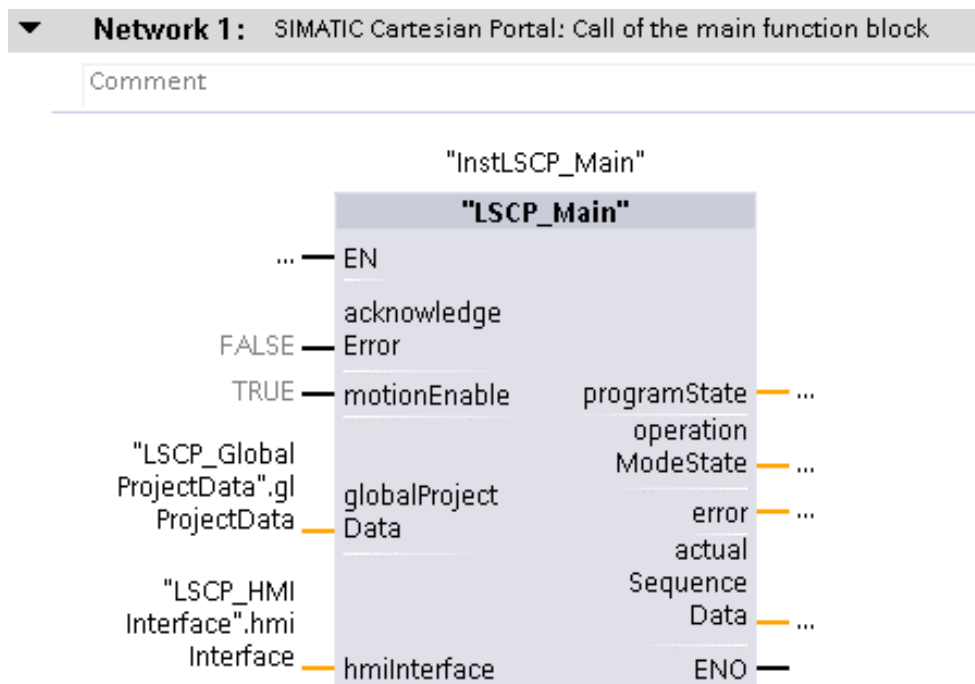 Network 1: SIMATIC Cartesian Portal: Call of the main function block
Comment
"InstLSCP_Main"
"LSCP_Main"
... EN
acknowledge
FALSE Error
TRUE motionEnable programState ...
operation
ModeState ...
"LSCP_Global
ProjectData".gl
ProjectData
globalProject
Data
error ...
actual
Sequence
Data ...
"LSCP_HMI
Interface".hmi
Interface
hmiInterface ENO